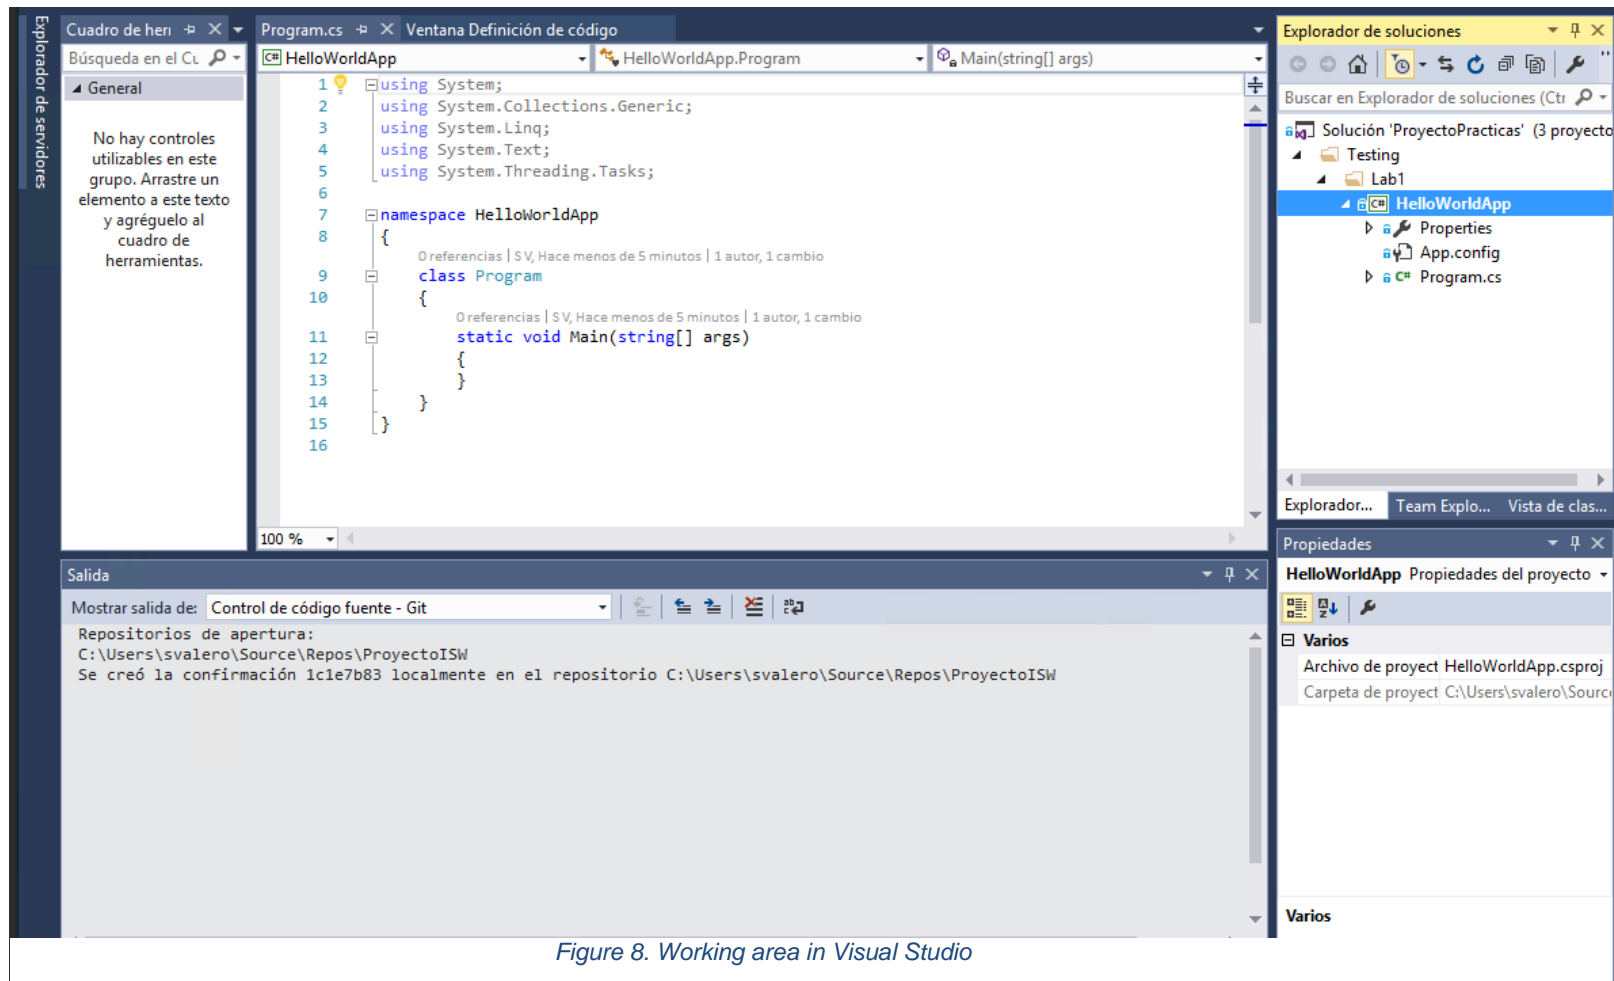 Explorador de servidores
Cuadro de her
Búsqueda en el Cu
General
No hay controles
utilizables en este
grupo. Arrastre un
elemento a este texto
y agréguelo al
cuadro de
herramientas.
Program.cs Ventana Definición de código
HelloWorldApp HelloWorldApp.Program Main(string[] args)
1 using System;
2 using System.Collections.Generic;
3 using System.Linq;
4 using System.Text;
5 using System.Threading.Tasks;
6
7 namespace HelloWorldApp
8 {
0 referencias | S V, Hace menos de 5 minutos | 1 autor, 1 cambio
9 class Program
10 {
0 referencias | S V, Hace menos de 5 minutos | 1 autor, 1 cambio
11 static void Main(string[] args)
12 {
13 }
14 }
15 }
16
100 %
Salida
Mostrar salida de: Control de código fuente - Git
Repositorios de apertura:
C:\Users\svalero\Source\Repos\ProyectoISW
Se creó la confirmación 1c1e7b83 localmente en el repositorio C:\Users\svalero\Source\Repos\ProyectoISW
Explorador de soluciones
Buscar en Explorador de soluciones (Ctr
Solución 'ProyectoPracticas' (3 proyecto
Testing
Lab1
C# HelloWorldApp
Properties
App.config
C# Program.cs
Explorador... Team Explo... Vista de clas...
Propiedades
HelloWorldApp Propiedades del proyecto
Varios
Archivo de proyect HelloWorldApp.csproj
Carpeta de proyect C:\Users\svalero\Sourc
Varios
Figure 8. Working area in Visual Studio